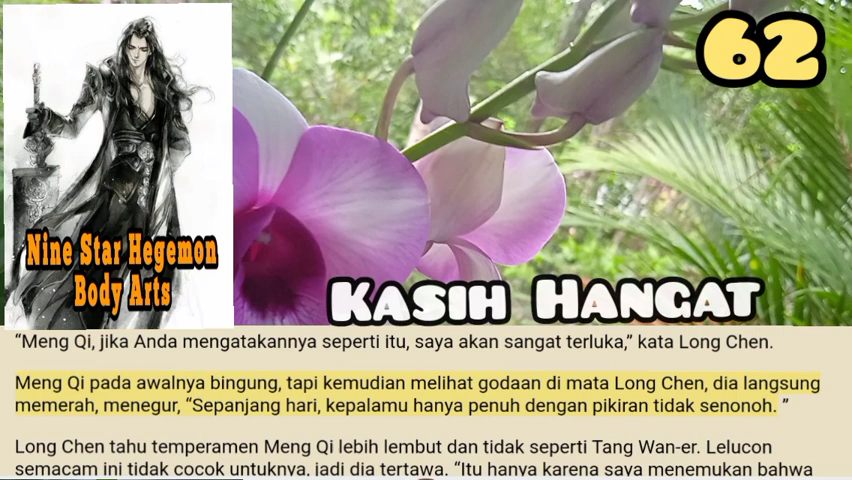 62
Nine Star Hegemon
Body Arts
Kasih Hangat
“Meng Qi, jika Anda mengatakannya seperti itu, saya akan sangat terluka,” kata Long Chen.
Meng Qi pada awalnya bingung, tapi kemudian melihat godaan di mata Long Chen, dia langsung
memerah, menegur, “Sepanjang hari, kepalamu hanya penuh dengan pikiran tidak senonoh. ”
Long Chen tahu temperamen Meng Qi lebih lembut dan tidak seperti Tang Wan-er. Lelucon
semacam ini tidak cocok untuknya, jadi dia tertawa. “Itu hanya karena saya menemukan bahwa